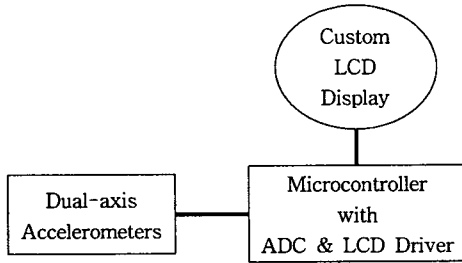 Custom
LCD
Display
Dual-axis
Accelerometers
Microcontroller
with
ADC & LCD Driver